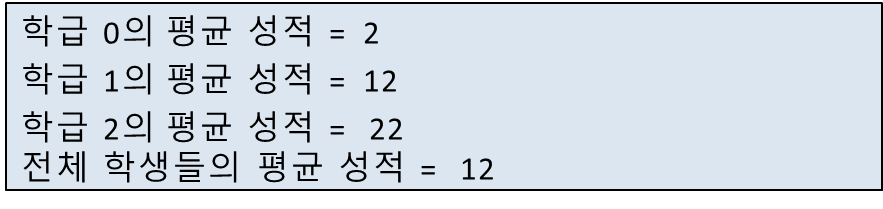 학급 0의 평균 성적 = 2
학급 1의 평균 성적 = 12
학급 2의 평균 성적 = 22
전체 학생들의 평균 성적 = 12